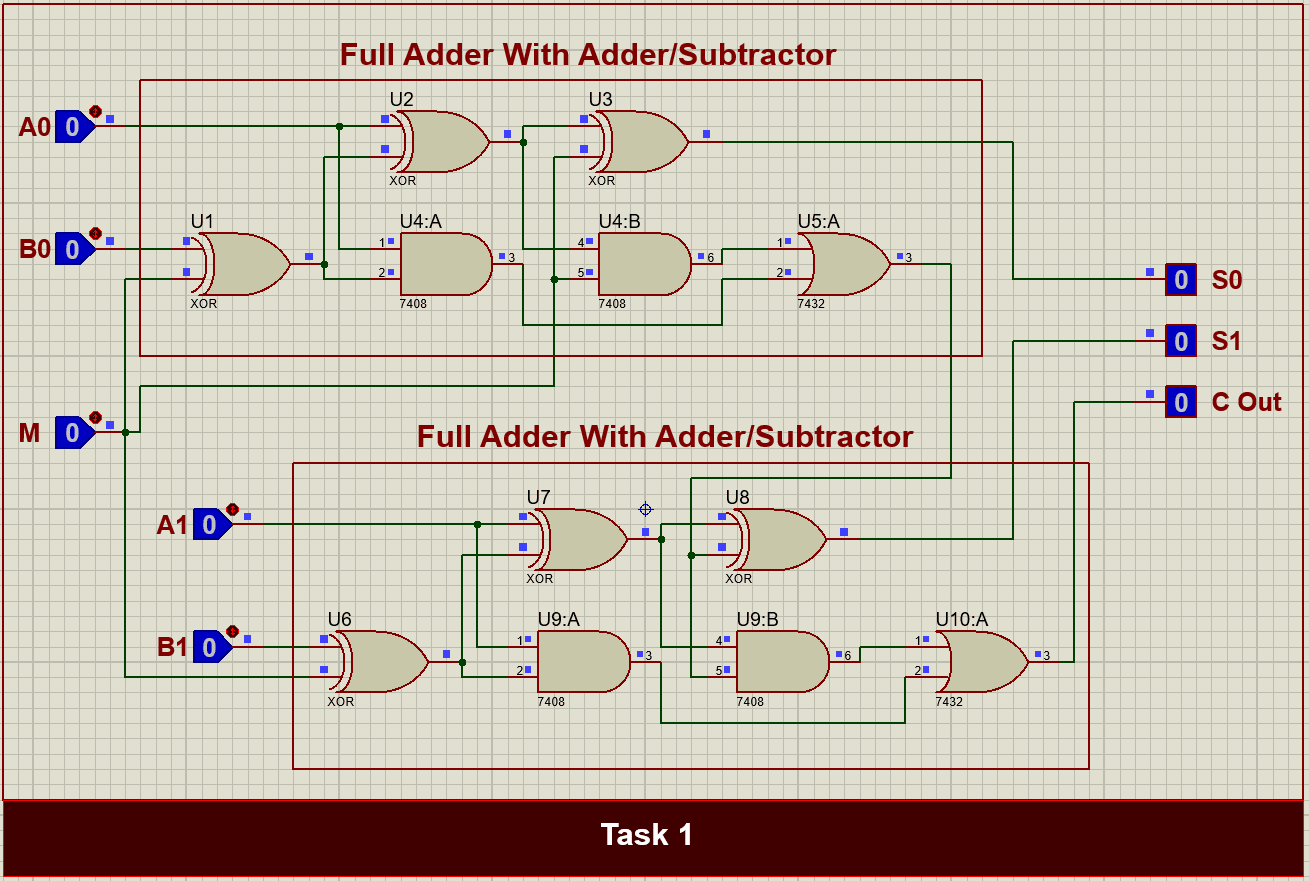 Full Adder With Adder/Subtractor
U2
U3
A0
0
XOR
XOR
U1
U4:A
U4:B
U5:A
B0
0
1
3
4
6
1
3
2
5
2
XOR
7408
7408
7432
0
S0
0
S1
0
C Out
M
0
Full Adder With Adder/Subtractor
U7
U8
A1
0
XOR
XOR
U6
U9:A
U9:B
U10:A
B1
0
1
3
4
6
1
3
2
5
2
XOR
7408
7408
7432
Task 1